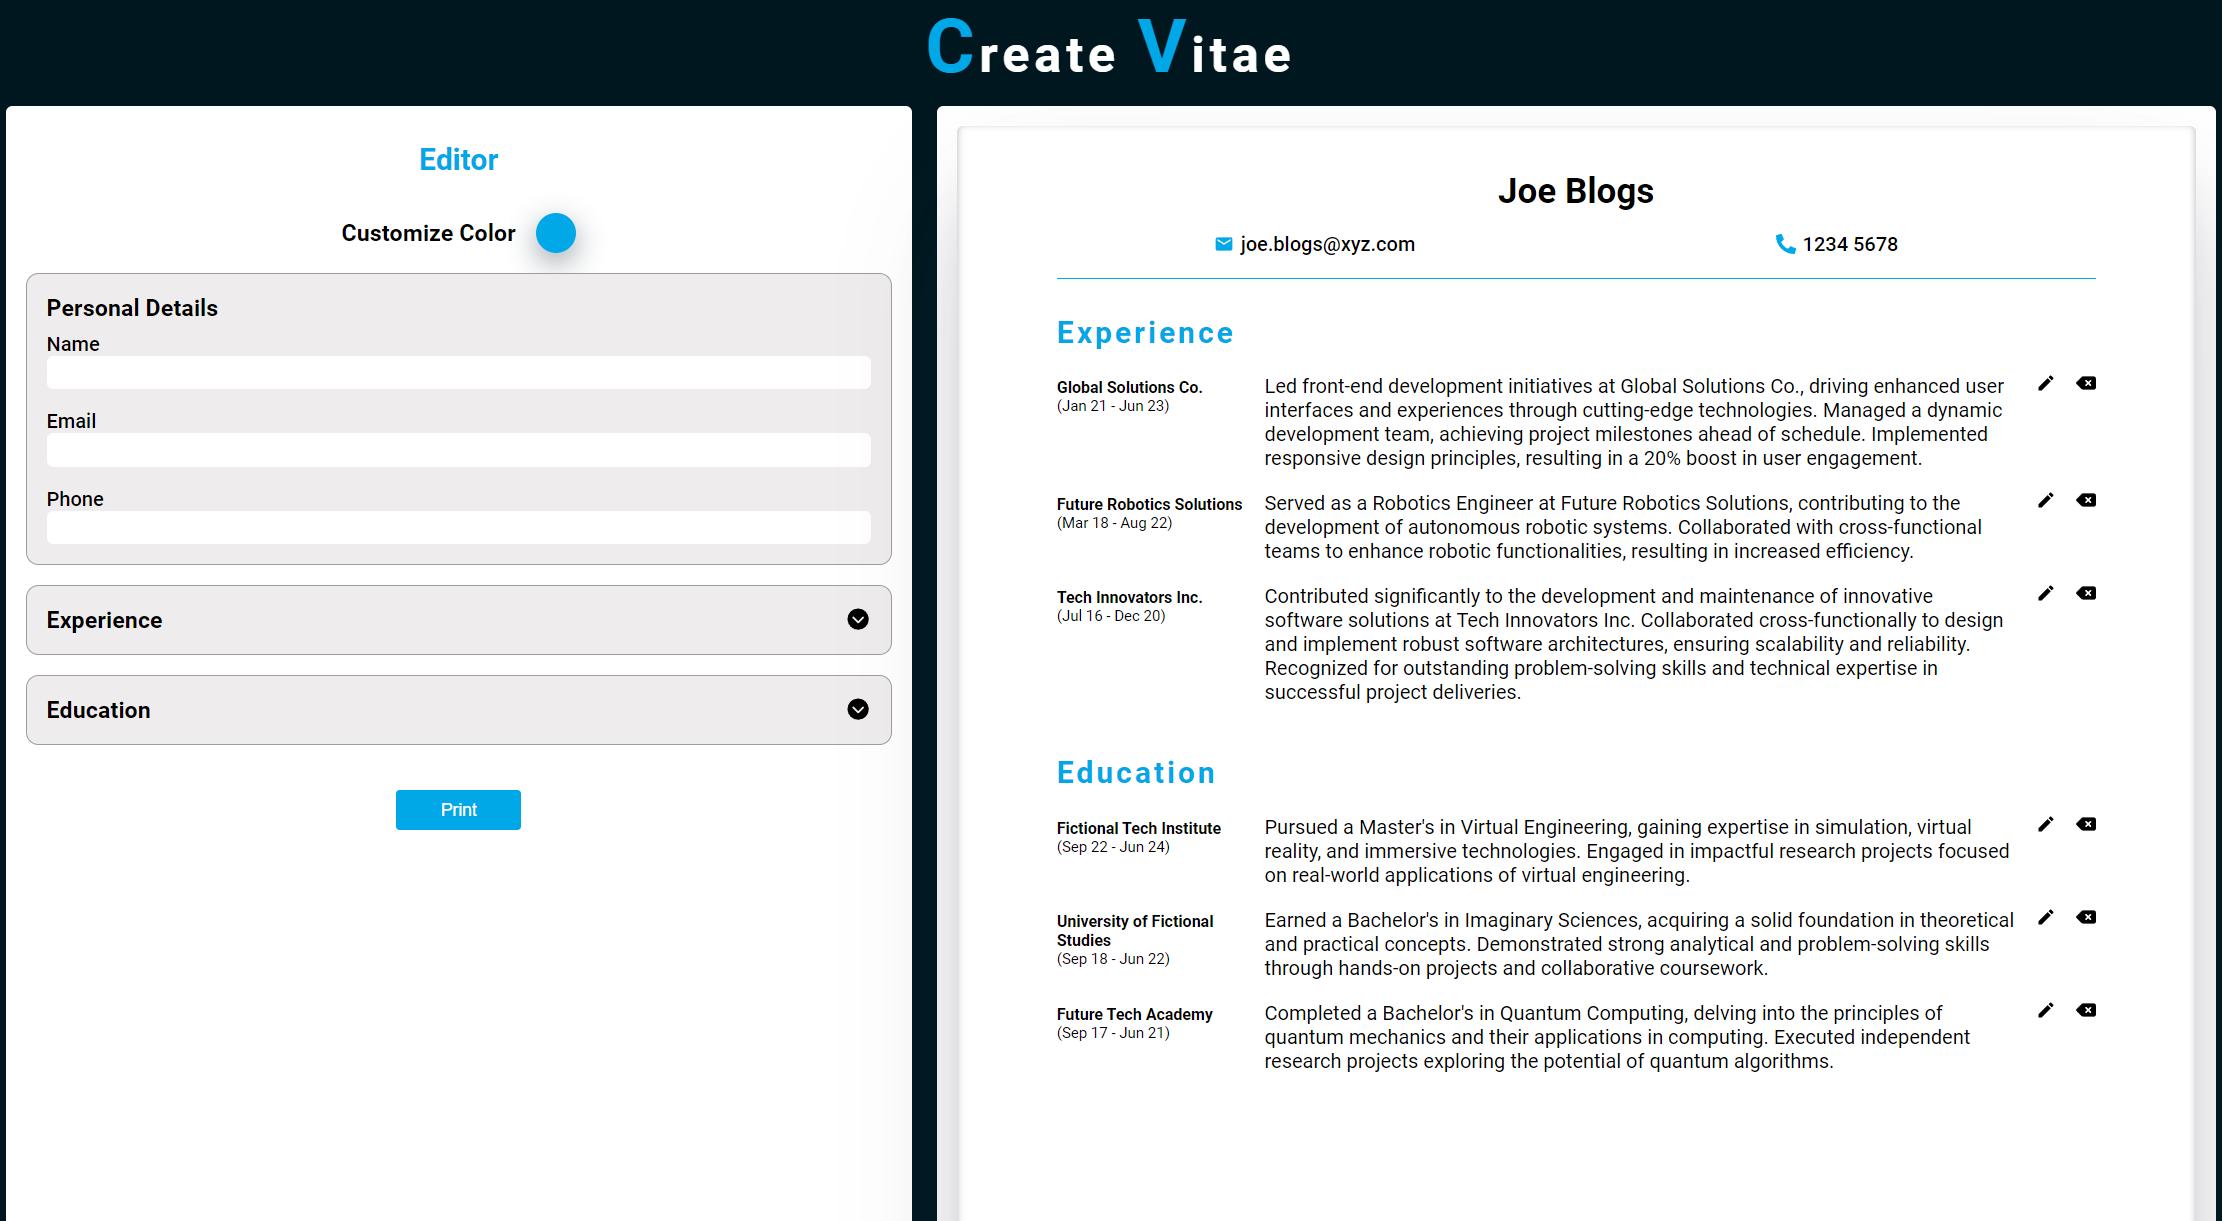 Create Vitae
Editor
Customize Color
Personal Details
Name
Email
Phone
Experience
Education
Print
Joe Blogs
joe.blogs@xyz.com
1234 5678
Experience
Global Solutions Co.
(Jan 21 - Jun 23)
Led front-end development initiatives at Global Solutions Co., driving enhanced user
interfaces and experiences through cutting-edge technologies. Managed a dynamic
development team, achieving project milestones ahead of schedule. Implemented
responsive design principles, resulting in a 20% boost in user engagement.
Future Robotics Solutions
(Mar 18 - Aug 22)
Served as a Robotics Engineer at Future Robotics Solutions, contributing to the
development of autonomous robotic systems. Collaborated with cross-functional
teams to enhance robotic functionalities, resulting in increased efficiency.
Tech Innovators Inc.
(Jul 16 - Dec 20)
Contributed significantly to the development and maintenance of innovative
software solutions at Tech Innovators Inc. Collaborated cross-functionally to design
and implement robust software architectures, ensuring scalability and reliability.
Recognized for outstanding problem-solving skills and technical expertise in
successful project deliveries.
Education
Fictional Tech Institute
(Sep 22 - Jun 24)
Pursued a Master's in Virtual Engineering, gaining expertise in simulation, virtual
reality, and immersive technologies. Engaged in impactful research projects focused
on real-world applications of virtual engineering.
University of Fictional
Studies
(Sep 18 - Jun 22)
Earned a Bachelor's in Imaginary Sciences, acquiring a solid foundation in theoretical
and practical concepts. Demonstrated strong analytical and problem-solving skills
through hands-on projects and collaborative coursework.
Future Tech Academy
(Sep 17 - Jun 21)
Completed a Bachelor's in Quantum Computing, delving into the principles of
quantum mechanics and their applications in computing. Executed independent
research projects exploring the potential of quantum algorithms.